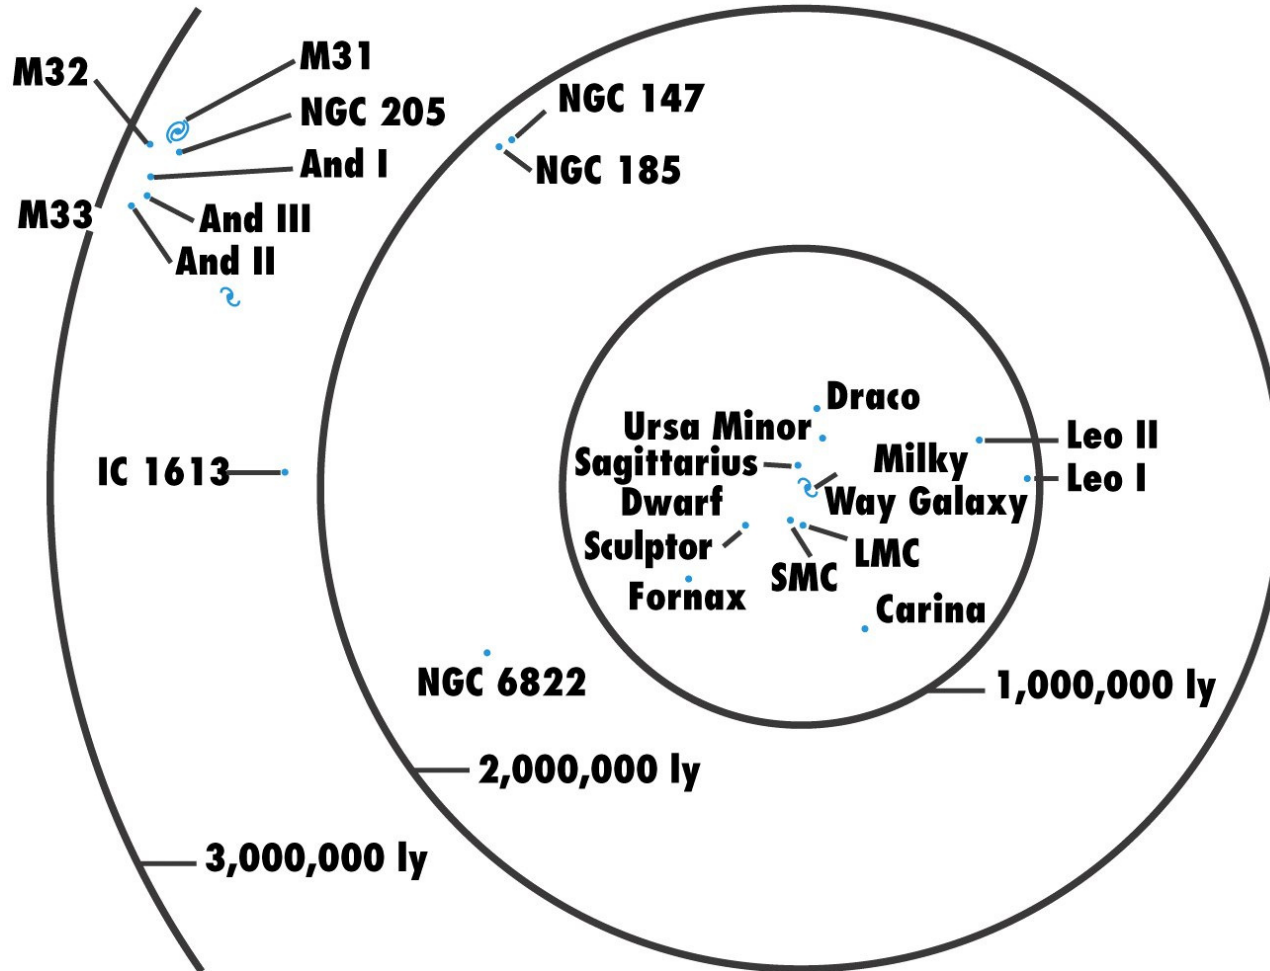 M31
M32
NGC 147
NGC 205
And I
NGC 185
M33
And III
And II
Draco
Ursa Minor
Leo II
Sagittarius
Dwarf
Milky
Way Galaxy
IC 1613
Leo I
Sculptor
LMC
SMC
Fornax
Carina
NGC 6822
1,000,000 ly
2,000,000 ly
3,000,000 ly